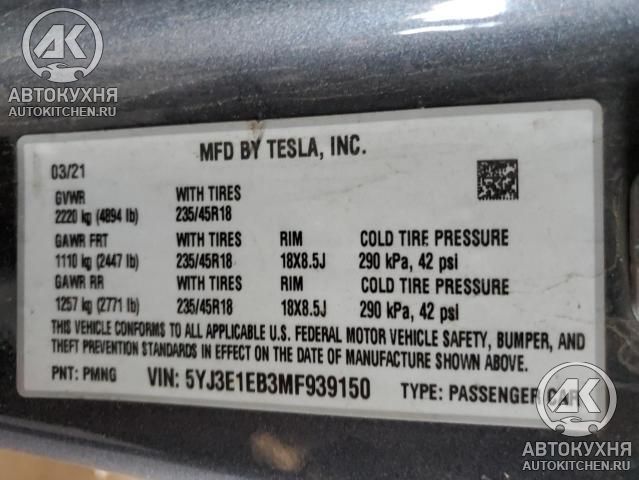 АК
АВТОКУХНЯ
AUTOKITCHEN.RU
MFD BY TESLA, INC.
03/21
GVWR WITH TIRES
2220 kg (4894 lb) 235/45R18
GAWR FRT WITH TIRES RIM COLD TIRE PRESSURE
1110 kg (2447 lb) 235/45R18 18X8.5J 290 kPa, 42 psi
GAWR RR WITH TIRES RIM COLD TIRE PRESSURE
1257 kg (2771 lb) 235/45R18 18X8.5J 290 kPa, 42 psi
THIS VEHICLE CONFORMS TO ALL APPLICABLE U.S. FEDERAL MOTOR VEHICLE SAFETY, BUMPER, AND
THEFT PREVENTION STANDARDS IN EFFECT ON THE DATE OF MANUFACTURE SHOWN ABOVE.
PNT: PMNG VIN: 5YJ3E1EB3MF939150 TYPE: PASSENGER CAR
АК
АВТОКУХНЯ
AUTOKITCHEN.RU